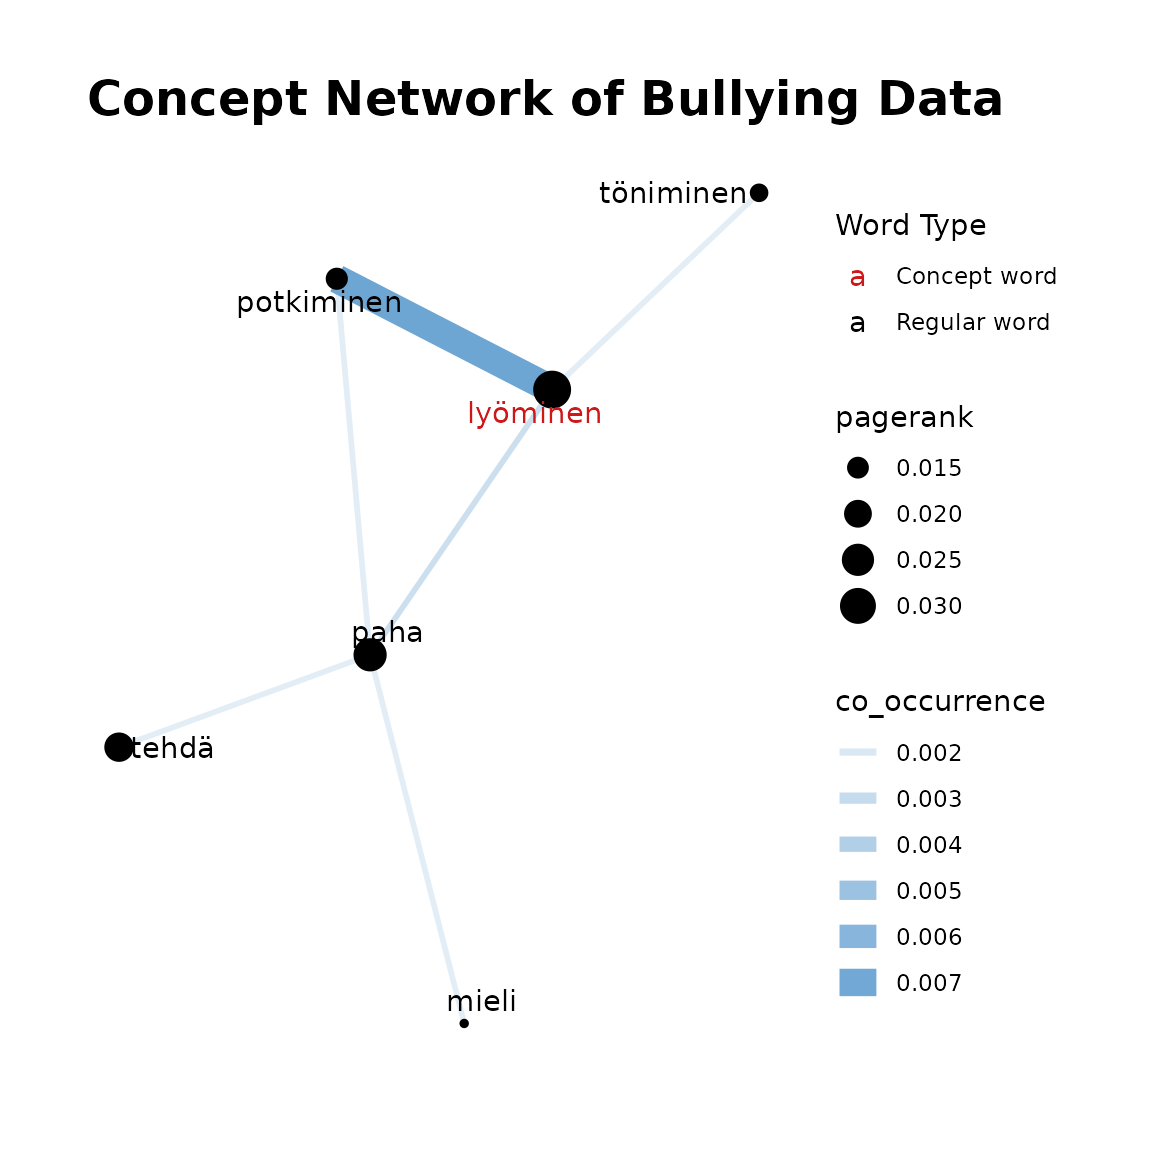 Concept Network of Bullying Data
töniminen
potkiminen
lyöminen
paha
tehdä
mieli
Word Type
a Concept word
a Regular word
pagerank
0.015
0.020
0.025
0.030
co_occurrence
0.002
0.003
0.004
0.005
0.006
0.007